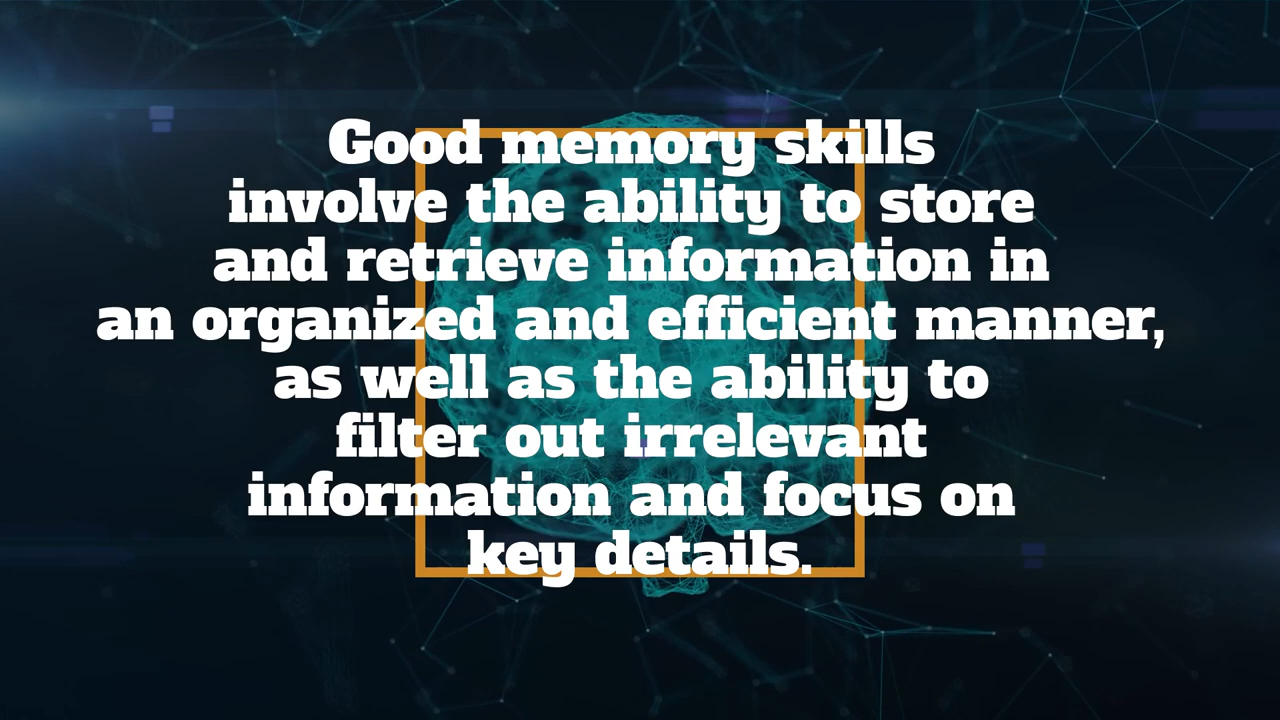 Good memory skills
involve the ability to store
and retrieve information in
an organized and efficient manner,
as well as the ability to
filter out irrelevant
information and focus on
key details.